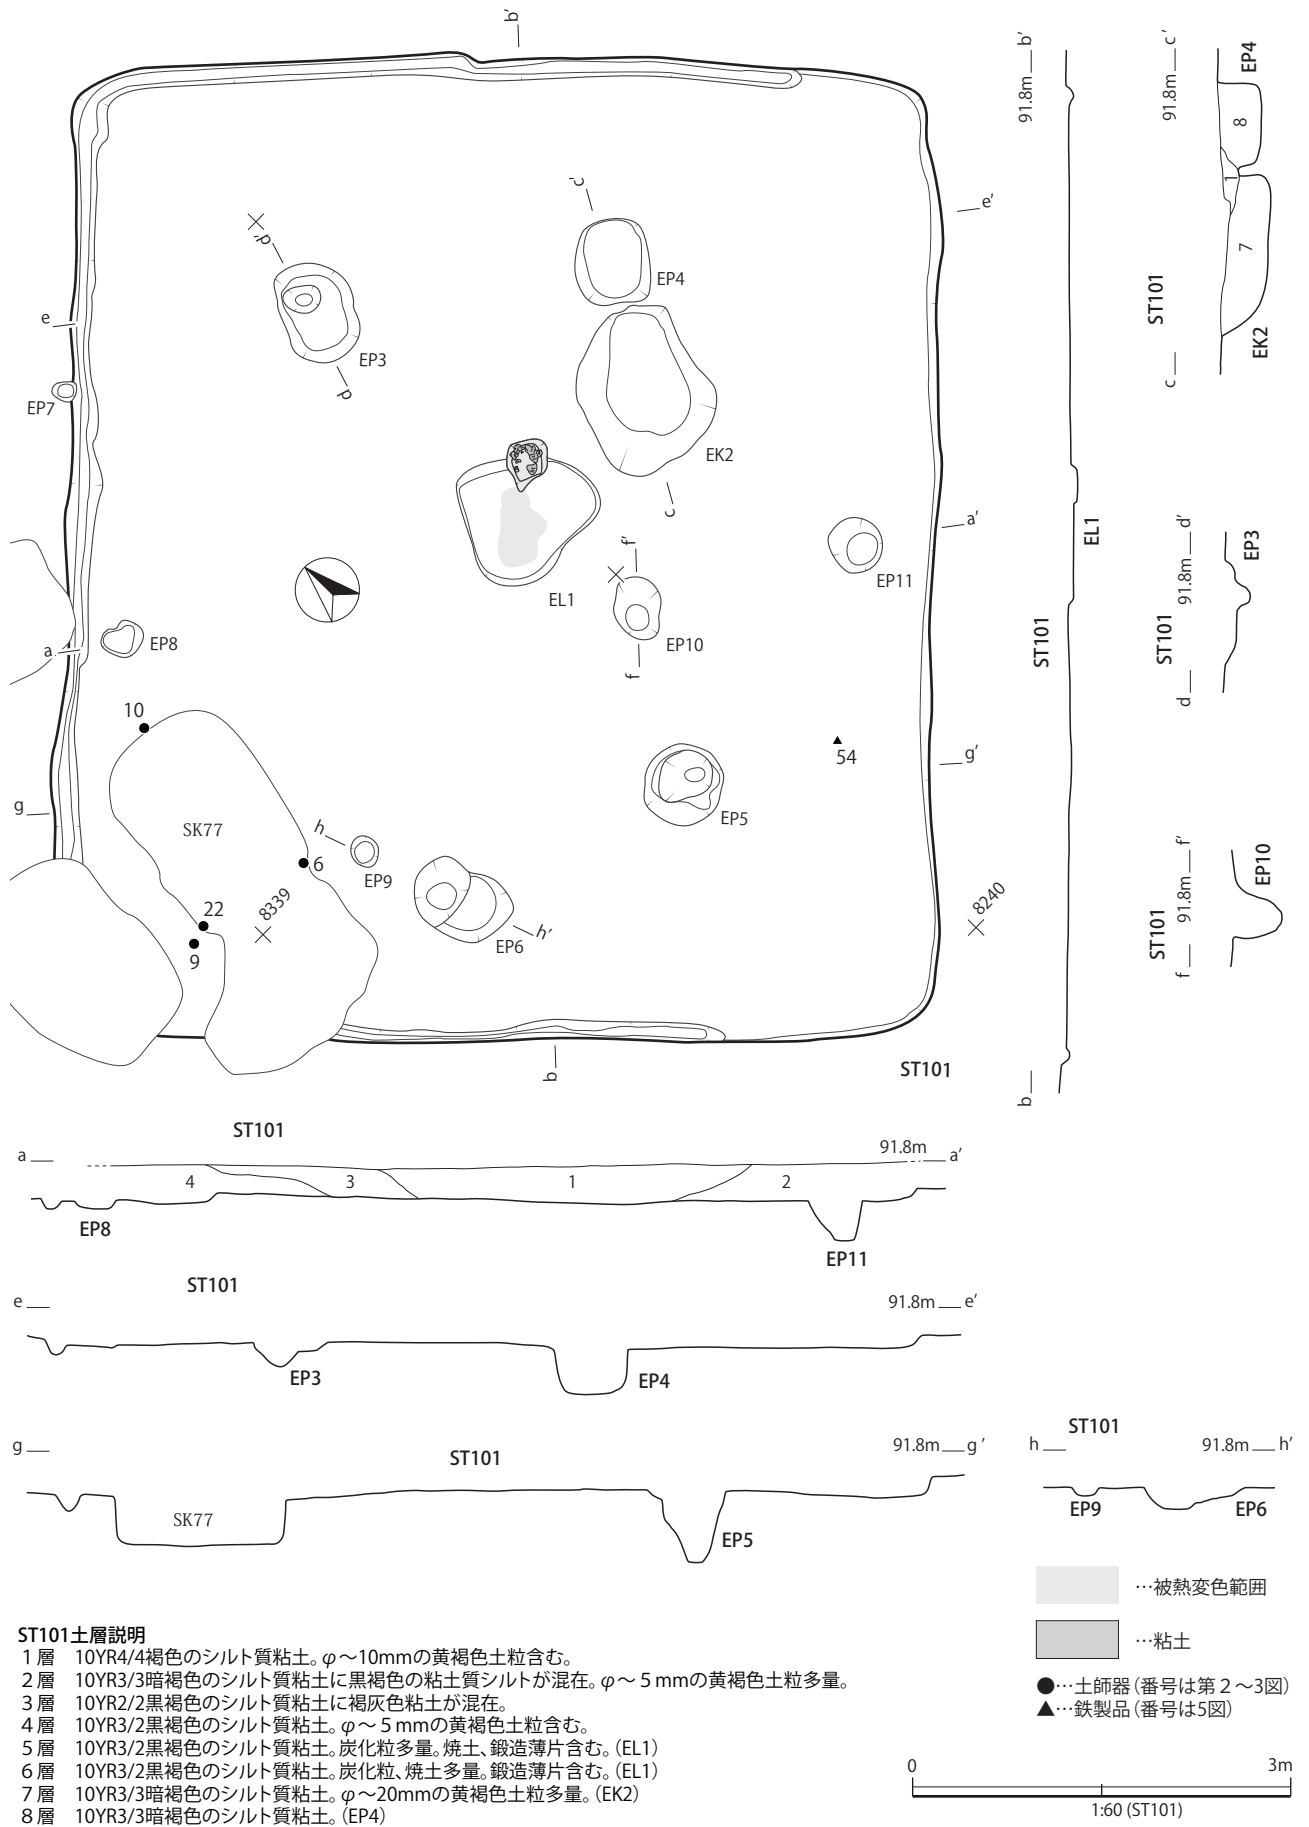 b′
e′
c′
d′
EP4
EP3
e
EP7
d
EK2
c
a′
f′
EP11
EL1
EP8
a
EP10
f
10
54
g′
g
EP5
SK77
h
6
EP9
8339
22
8240
h′
EP6
9
b
ST101
b′
91.8m
EL1
ST101
b
c′
EP4
91.8m
8
1
7
ST101
EK2
c
d′
EP3
91.8m
ST101
d
f′
EP10
91.8m
ST101
f
ST101
a
91.8m
a′
4
3
1
2
EP8
EP11
ST101
e
91.8m
e′
EP3
EP4
g
ST101
91.8m
g′
SK77
EP5
ST101
h
91.8m
h′
EP9
EP6
…被熱変色範囲
…粘土
●…土師器（番号は第２～3図）
▲…鉄製品（番号は5図）
ST101土層説明
1層 10YR4/4褐色のシルト質粘土。φ～10mmの黄褐色土粒含む。
2層 10YR3/3暗褐色のシルト質粘土に黒褐色の粘土質シルトが混在。φ～５mmの黄褐色土粒多量。
3層 10YR2/2黒褐色のシルト質粘土に褐灰色粘土が混在。
4層 10YR3/2黒褐色のシルト質粘土。φ～５mmの黄褐色土粒含む。
5層 10YR3/2黒褐色のシルト質粘土。炭化粒多量。焼土、鍛造薄片含む。（EL1）
6層 10YR3/2黒褐色のシルト質粘土。炭化粒、焼土多量。鍛造薄片含む。（EL1）
7層 10YR3/3暗褐色のシルト質粘土。φ～20mmの黄褐色土粒多量。（EK2）
8層 10YR3/3暗褐色のシルト質粘土。（EP4）
0 3m
1:60 (ST101)